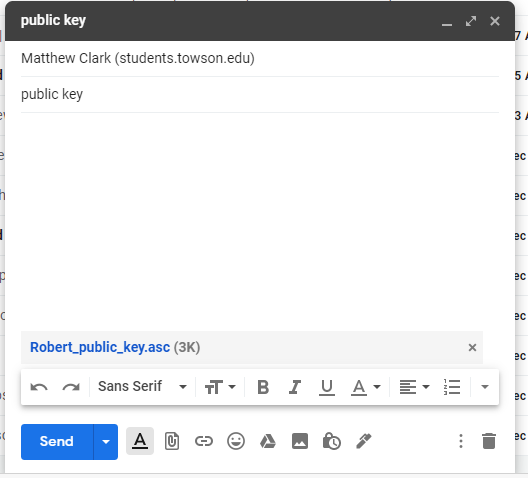 public key
Matthew Clark (students.towson.edu)
public key
Robert_public_key.asc (3K)
Sans Serif
B I U A
Send A